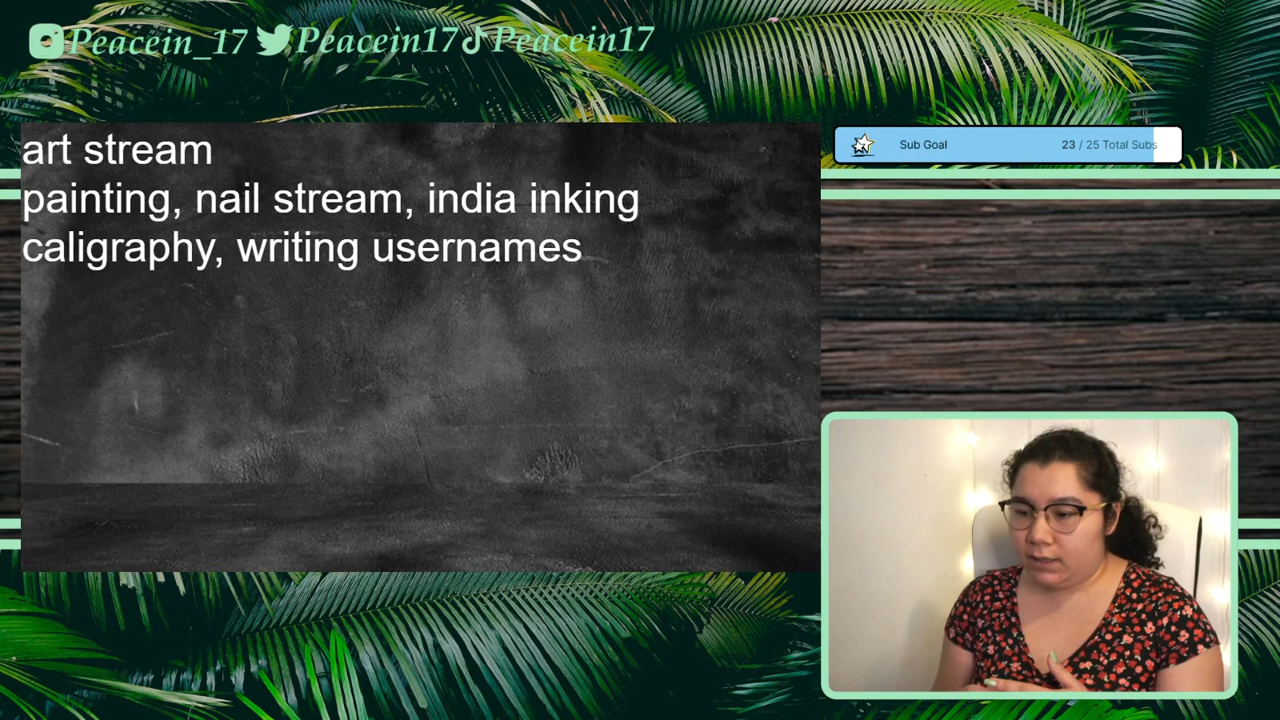 Peacein_17 Peacein17 Peacein17
Sub Goal 23 / 25 Total Subs
art stream
painting, nail stream, india inking
caligraphy, writing usernames